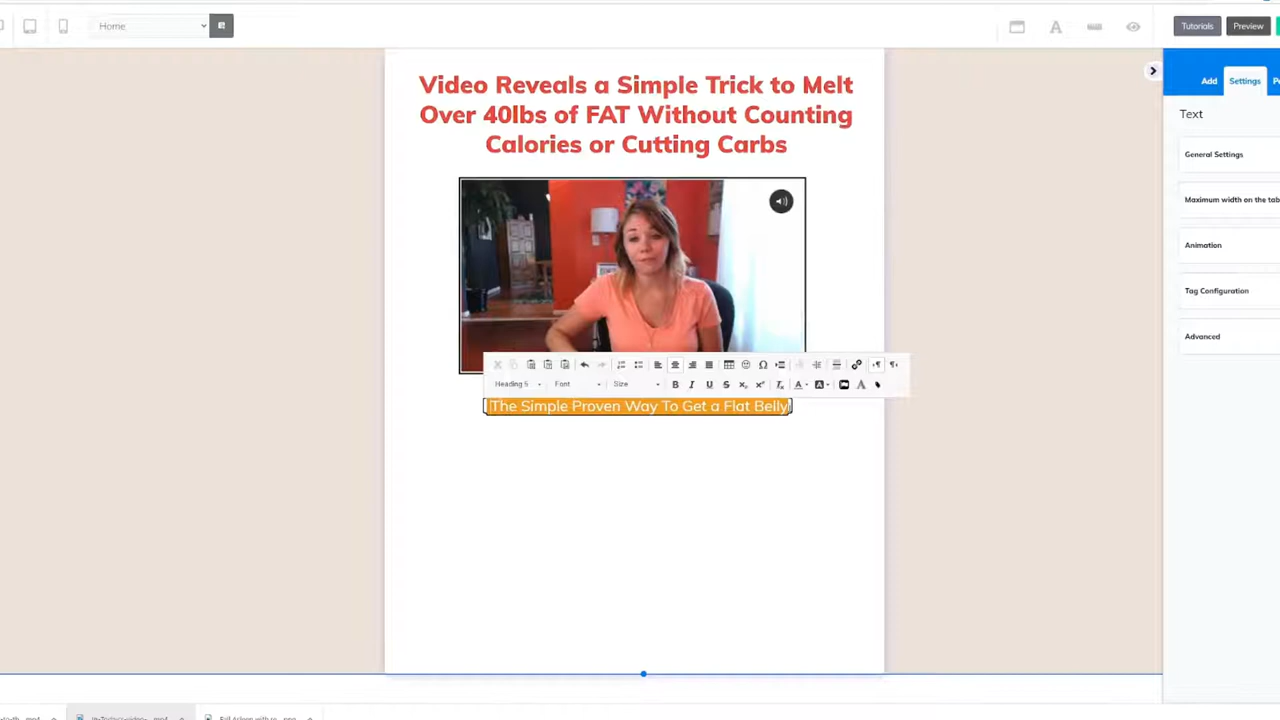 Home
Tutorials
Preview
Add
Settings
Video Reveals a Simple Trick to Melt
Over 40lbs of FAT Without Counting
Calories or Cutting Carbs
Text
General Settings
Maximum width on the tab
Animation
Tag Configuration
Advanced
Heading 5
Font
Size
The Simple Proven Way To Get a Flat Belly